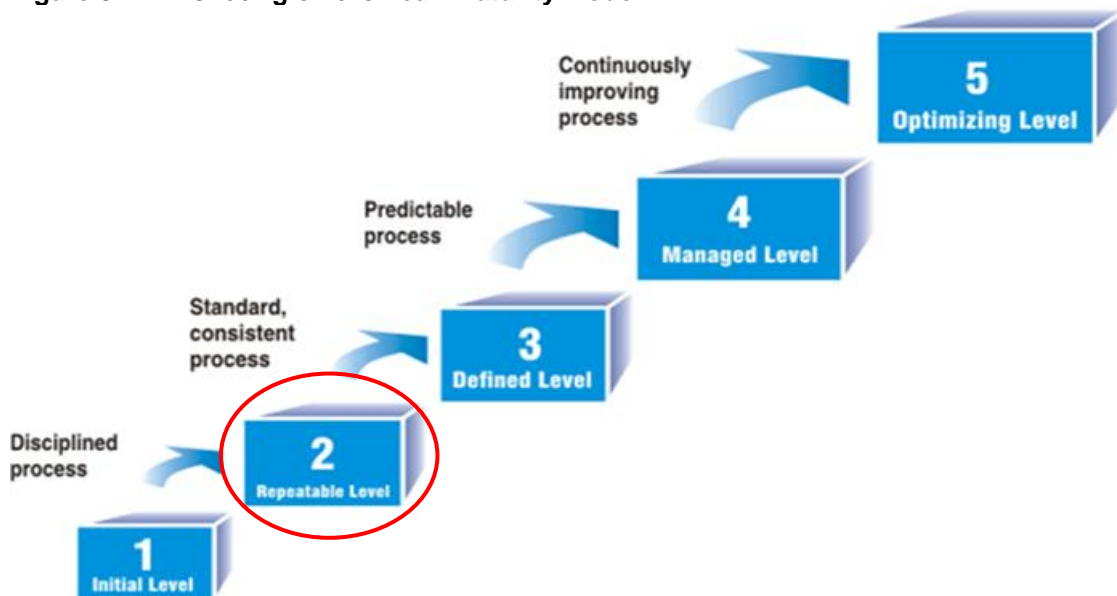 Continuously
improving
process
5
Optimizing Level
Predictable
process
4
Managed Level
Standard,
consistent
process
3
Defined Level
Disciplined
process
2
Repeatable Level
1
Initial Level